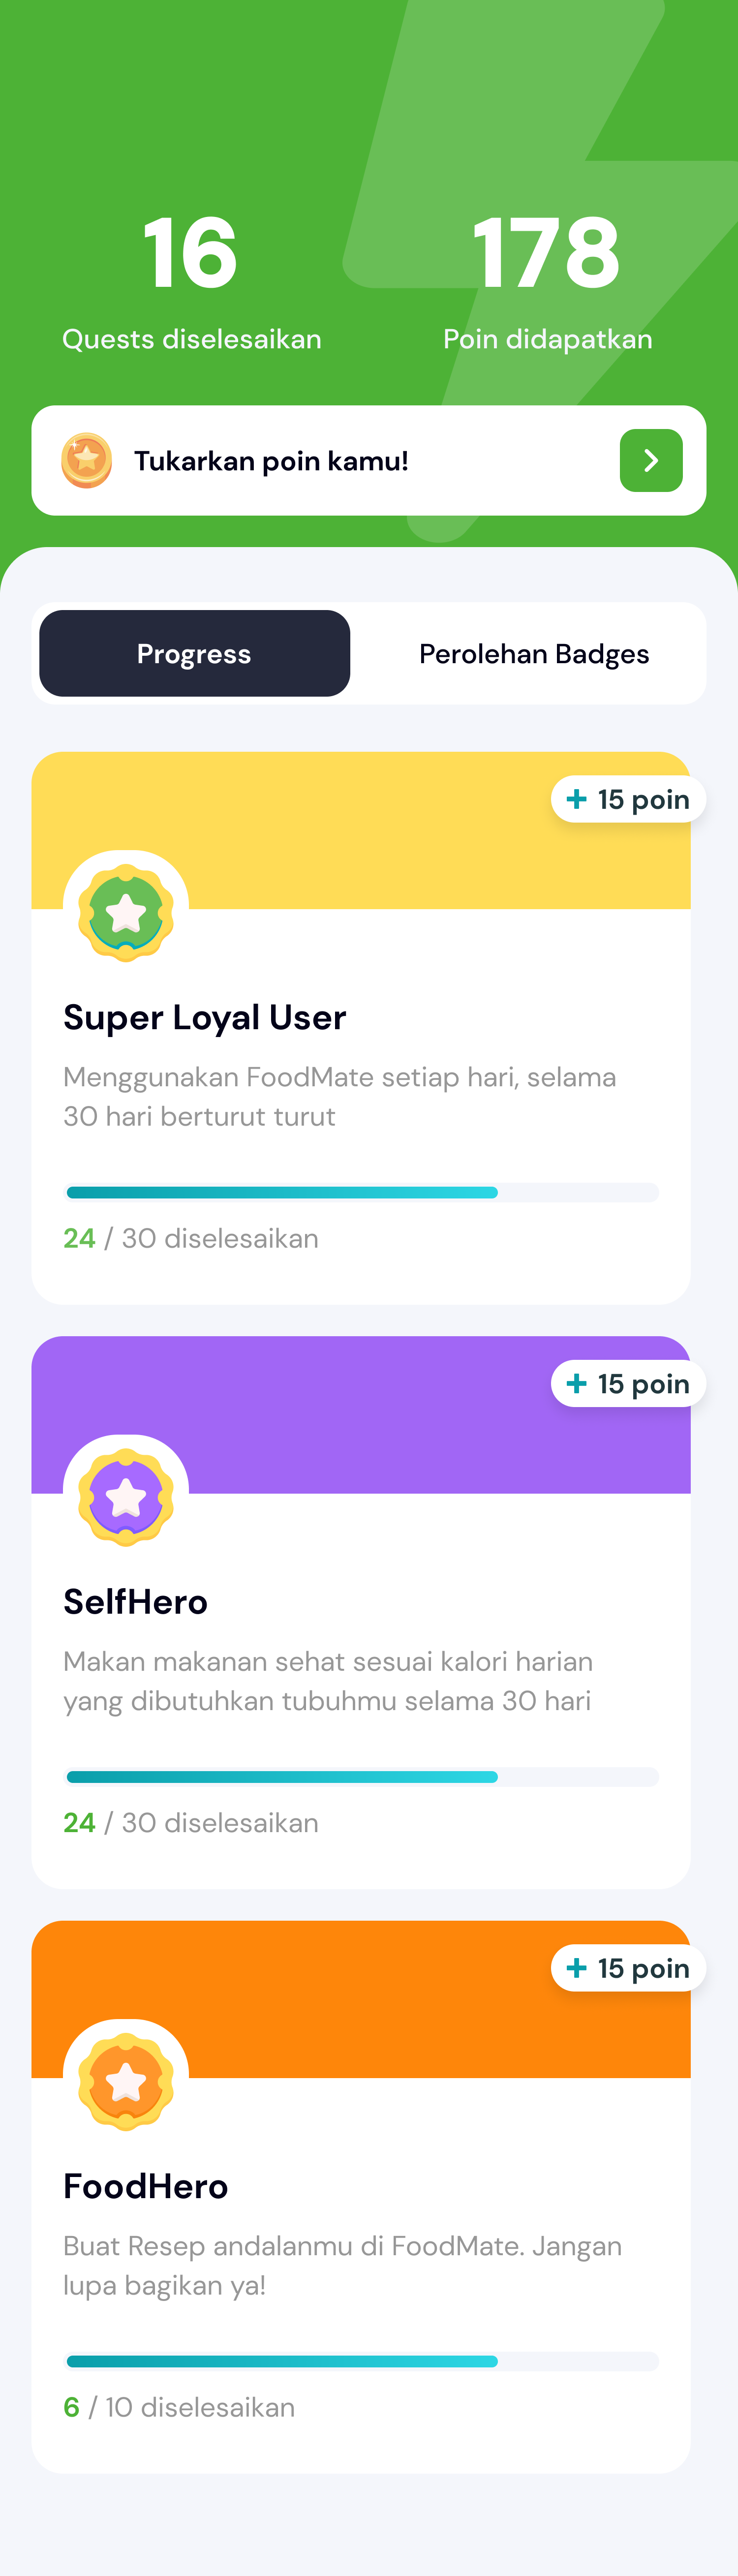 16
Quests diselesaikan
178
Poin didapatkan
Tukarkan poin kamu!
Progress
Perolehan Badges
+ 15 poin
Super Loyal User
Menggunakan FoodMate setiap hari, selama
30 hari berturut turut
24 / 30 diselesaikan
+ 15 poin
SelfHero
Makan makanan sehat sesuai kalori harian
yang dibutuhkan tubuhmu selama 30 hari
24 / 30 diselesaikan
+ 15 poin
FoodHero
Buat Resep andalanmu di FoodMate. Jangan
lupa bagikan ya!
6 / 10 diselesaikan